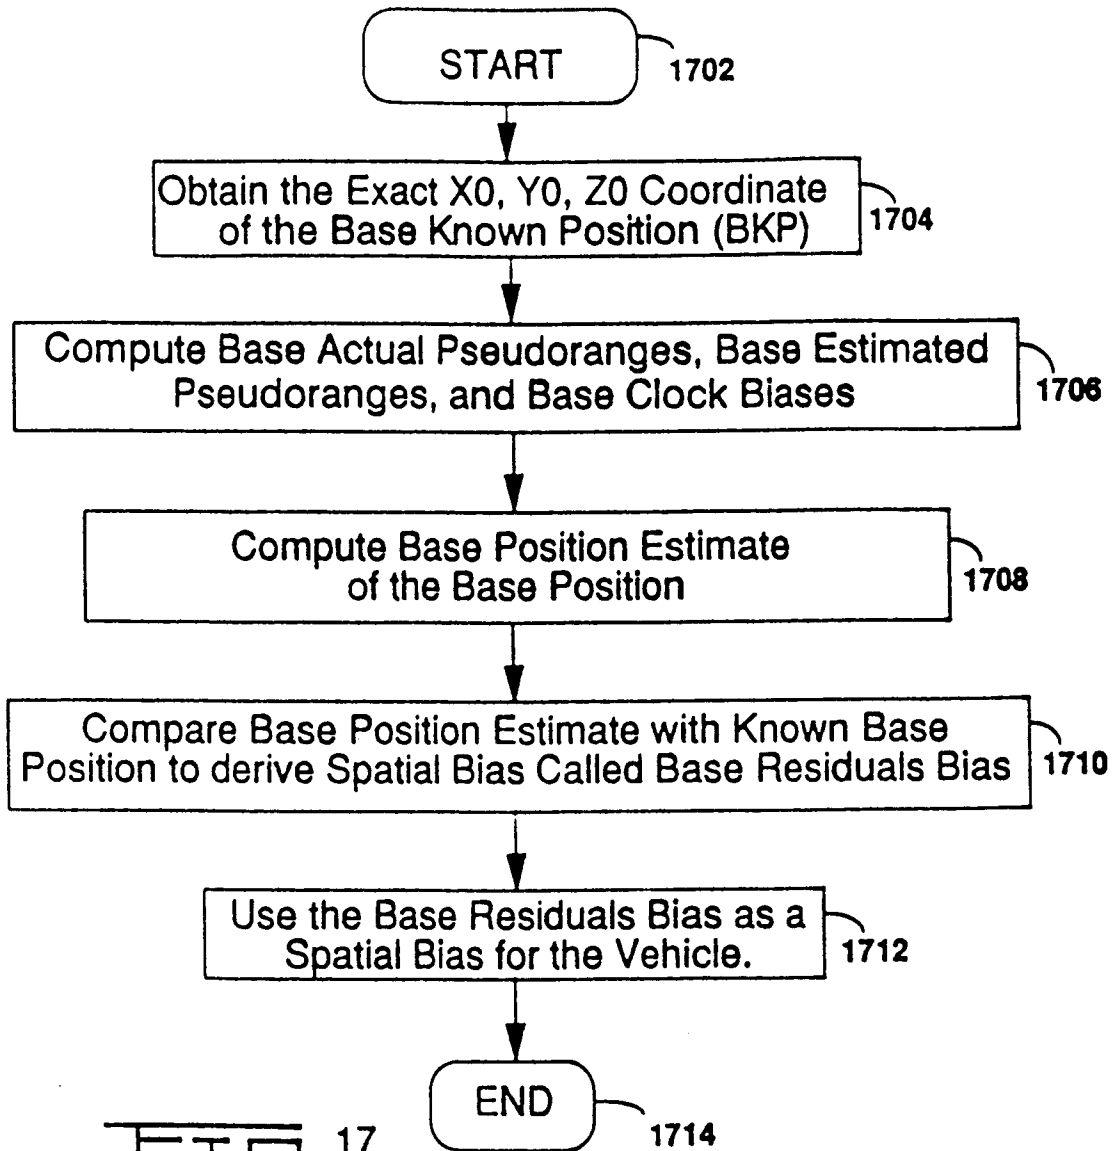 START
1702
Obtain the Exact X0, Y0, Z0 Coordinate
of the Base Known Position (BKP)
1704
Compute Base Actual Pseudoranges, Base Estimated
Pseudoranges, and Base Clock Biases
1706
Compute Base Position Estimate
of the Base Position
1708
Compare Base Position Estimate with Known Base
Position to derive Spatial Bias Called Base Residuals Bias
1710
Use the Base Residuals Bias as a
Spatial Bias for the Vehicle.
1712
END
1714
17